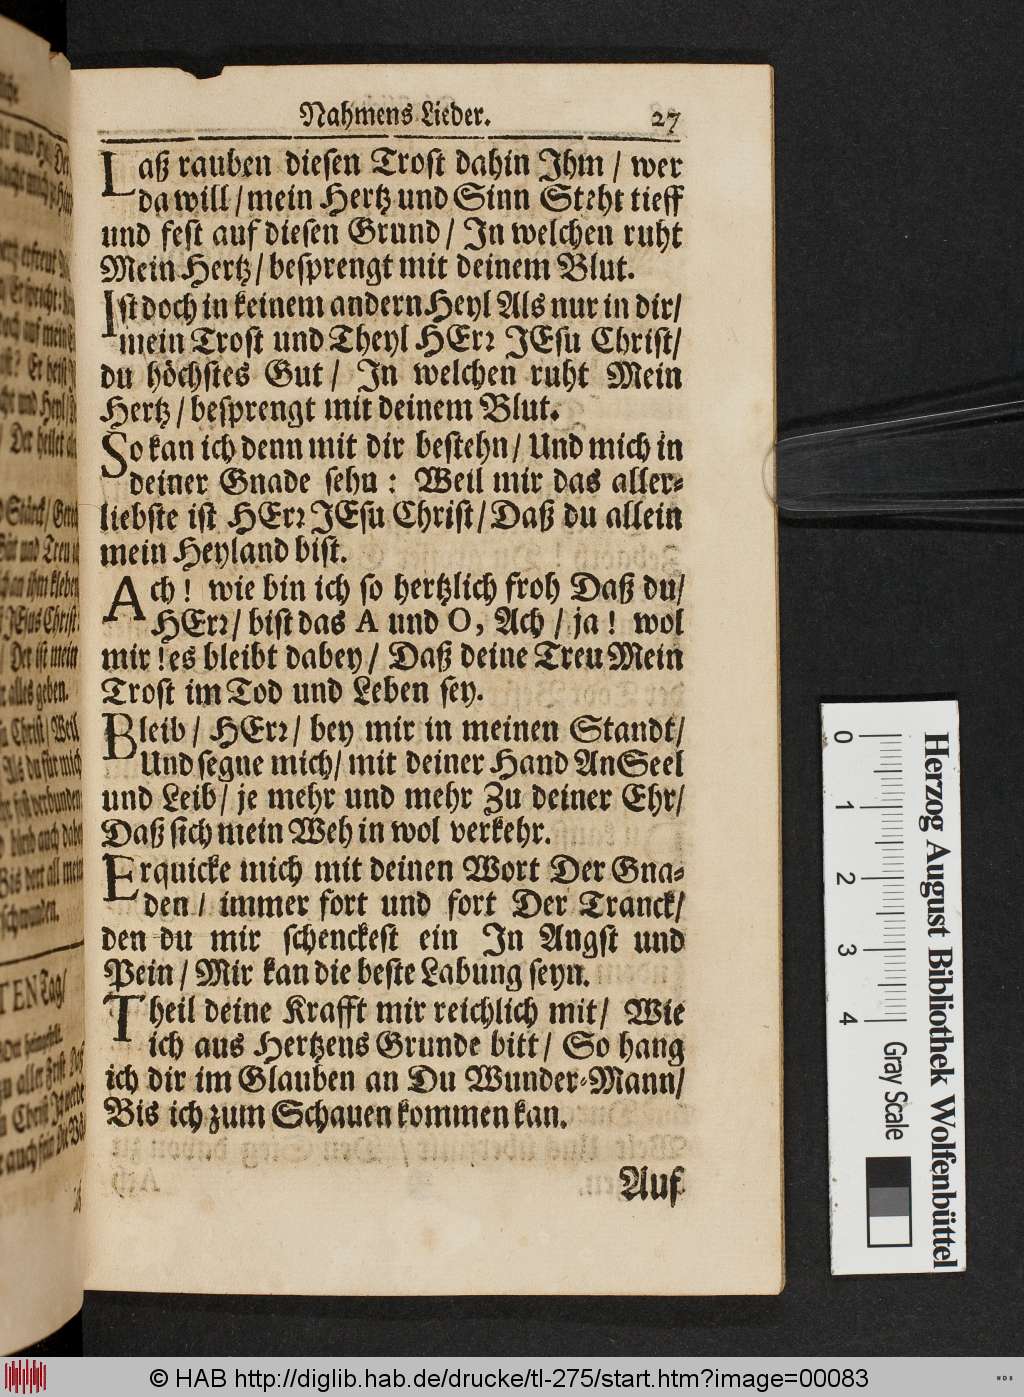 Nahmens Lieder. 27
Laß rauben diesen Trost dahin Ihm / wer
da will / mein Hertz und Sinn Steht tieff
und fest auf diesen Grund / In welchen ruht
Mein Hertz / besprengt mit deinem Blut.
Ist doch in keinem andern Heyl Als nur in dir /
mein Trost und Theyl HErꝛ JEsu Christ /
du höchstes Gut / In welchen ruht Mein
Hertz / besprengt mit deinem Blut.
So kan ich denn mit dir bestehn / Und mich in
deiner Gnade sehn : Weil mir das aller-
liebste ist HErꝛ JEsu Christ / Daß du allein
mein Heyland bist.
Ach ! wie bin ich so hertzlich froh Daß du /
HErꝛ / bist das A und O, Ach / ja ! wol
mir ! es bleibt dabey / Daß deine Treu Mein
Trost im Tod und Leben sey.
Bleib / HErꝛ / bey mir in meinen Standt /
Und segne mich / mit deiner Hand An Seel
und Leib / je mehr und mehr Zu deiner Ehr /
Daß sich mein Weh in wol verkehr.
Erquicke mich mit deinen Wort Der Gna-
den / immer fort und fort Der Tranck /
den du mir schenckest ein In Angst und
Pein / Mir kan die beste Labung seyn.
Theil deine Krafft mir reichlich mit / Wie
ich aus Hertzens Grunde bitt / So hang
ich dir im Glauben an Du Wunder-Mann /
Bis ich zum Schauen kommen kan.
Auf
0 1 2 3 4 Gray Scale
Herzog August Bibliothek Wolfenbüttel
© HAB http://diglib.hab.de/drucke/tl-275/start.htm?image=00083